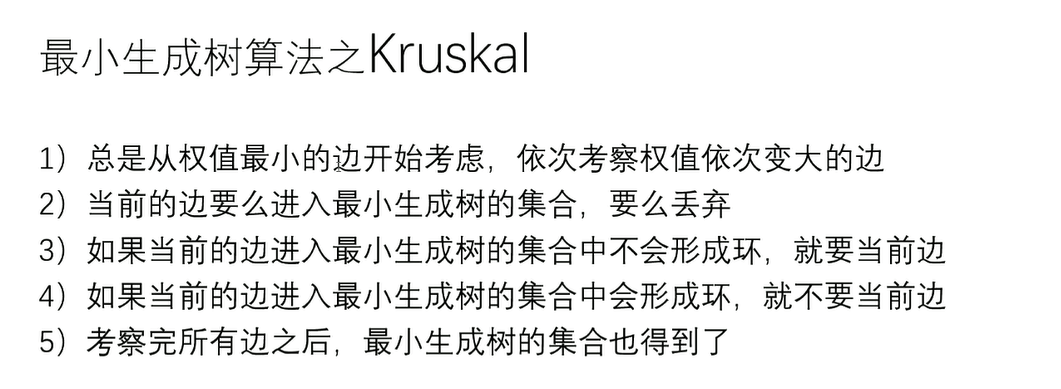 最小生成树算法之Kruskal
1）总是从权值最小的边开始考虑，依次考察权值依次变大的边
2）当前的边要么进入最小生成树的集合，要么丢弃
3）如果当前的边进入最小生成树的集合中不会形成环，就要当前边
4）如果当前的边进入最小生成树的集合中会形成环，就不要当前边
5）考察完所有边之后，最小生成树的集合也得到了